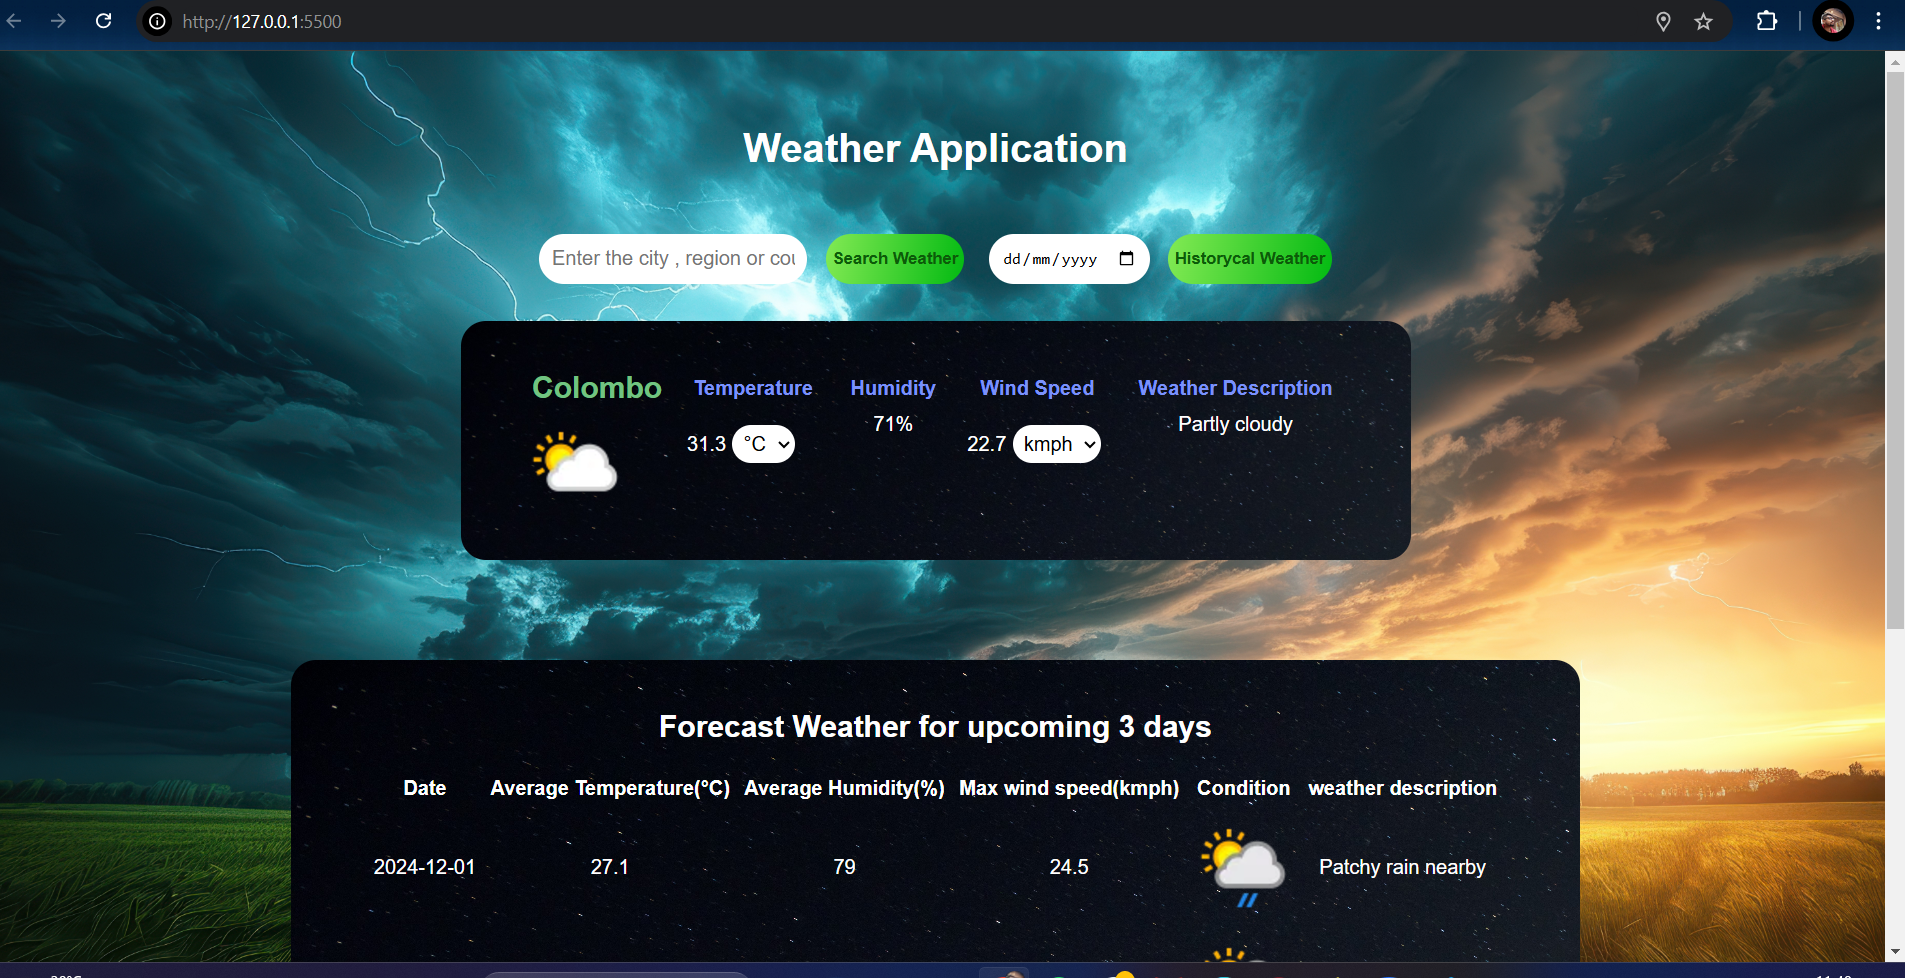 http://127.0.0.1:5500
Weather Application
Enter the city , region or cou
Search Weather
dd/mm/yyyy
Historycal Weather
Colombo Temperature Humidity Wind Speed Weather Description
31.3 °C 71% 22.7 kmph Partly cloudy
Forecast Weather for upcoming 3 days
Date Average Temperature(°C) Average Humidity(%) Max wind speed(kmph) Condition weather description
2024-12-01 27.1 79 24.5 Patchy rain nearby